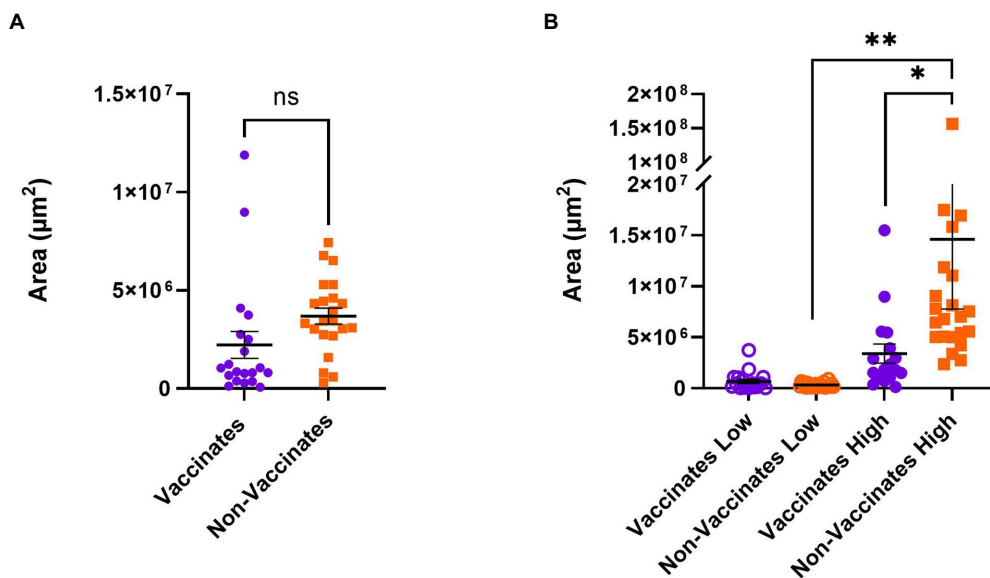 A
Area (µm²)
1.5×10⁷
1×10⁷
5×10⁶
0
ns
Vaccinates
Non-Vaccinates
B
Area (µm²)
2×10⁸
1.5×10⁸
1×10⁸
2×10⁷
1.5×10⁷
1×10⁷
5×10⁶
0
**
*
Vaccinates Low
Non-Vaccinates Low
Vaccinates High
Non-Vaccinates High